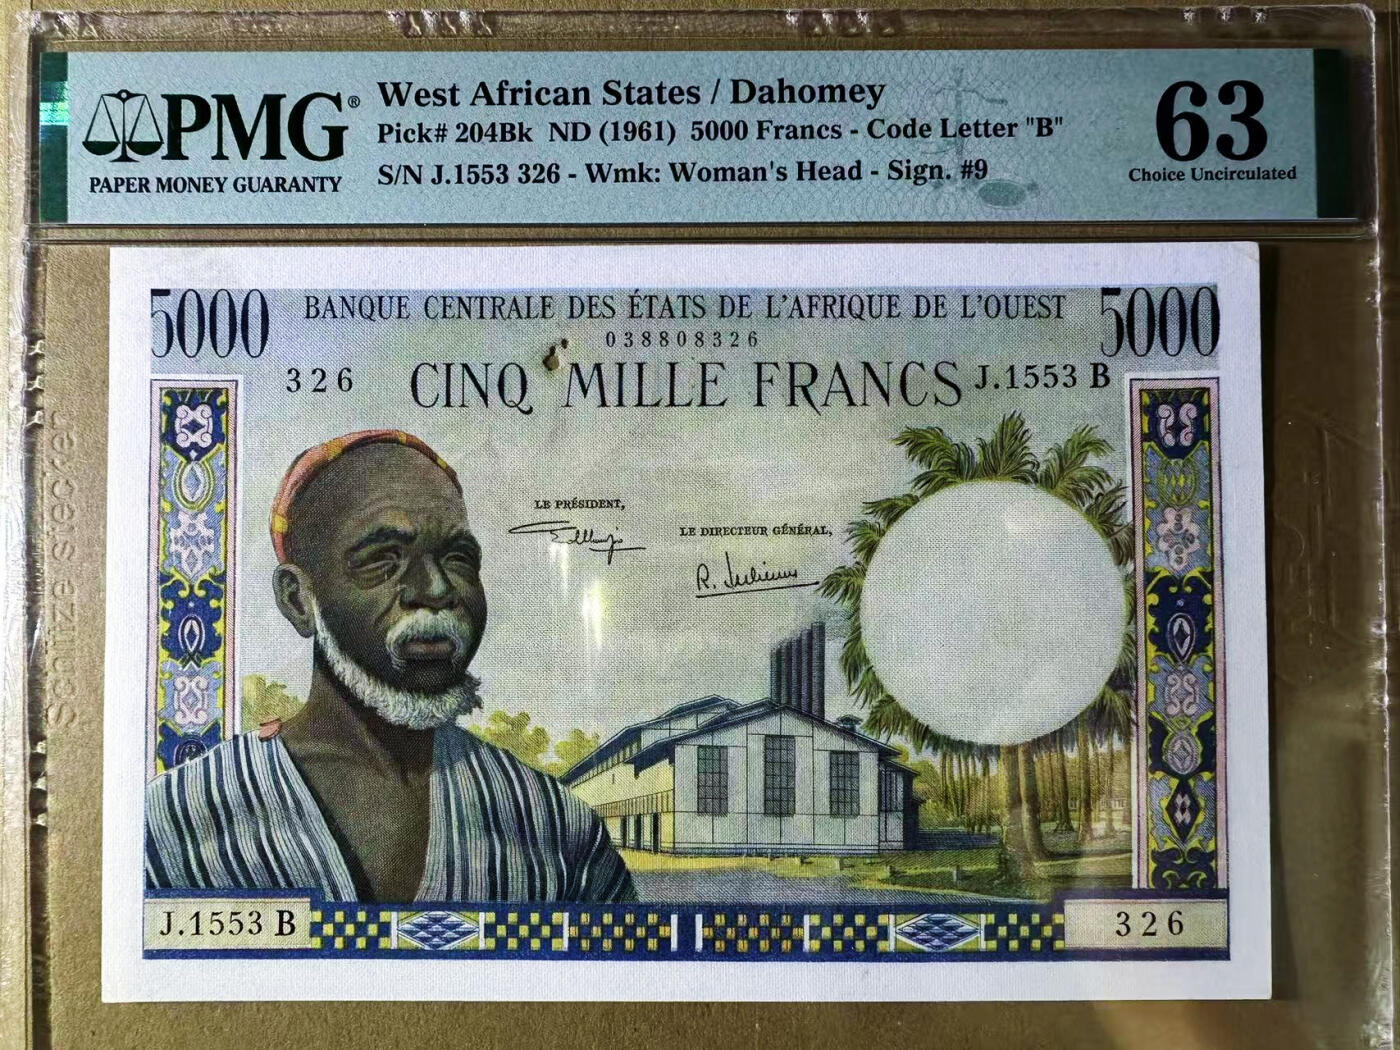 PMG®
PAPER MONEY GUARANTY
West African States / Dahomey
Pick# 204Bk ND (1961) 5000 Francs - Code Letter "B"
S/N J.1553 326 - Wmk: Woman's Head - Sign. #9
63
Choice Uncirculated
5000 BANQUE CENTRALE DES ÉTATS DE L'AFRIQUE DE L'OUEST 5000
038808326
326 CINQ MILLE FRANCS J.1553 B
LE PRÉSIDENT,
LE DIRECTEUR GÉNÉRAL,
R. Julienne
J.1553 B 326